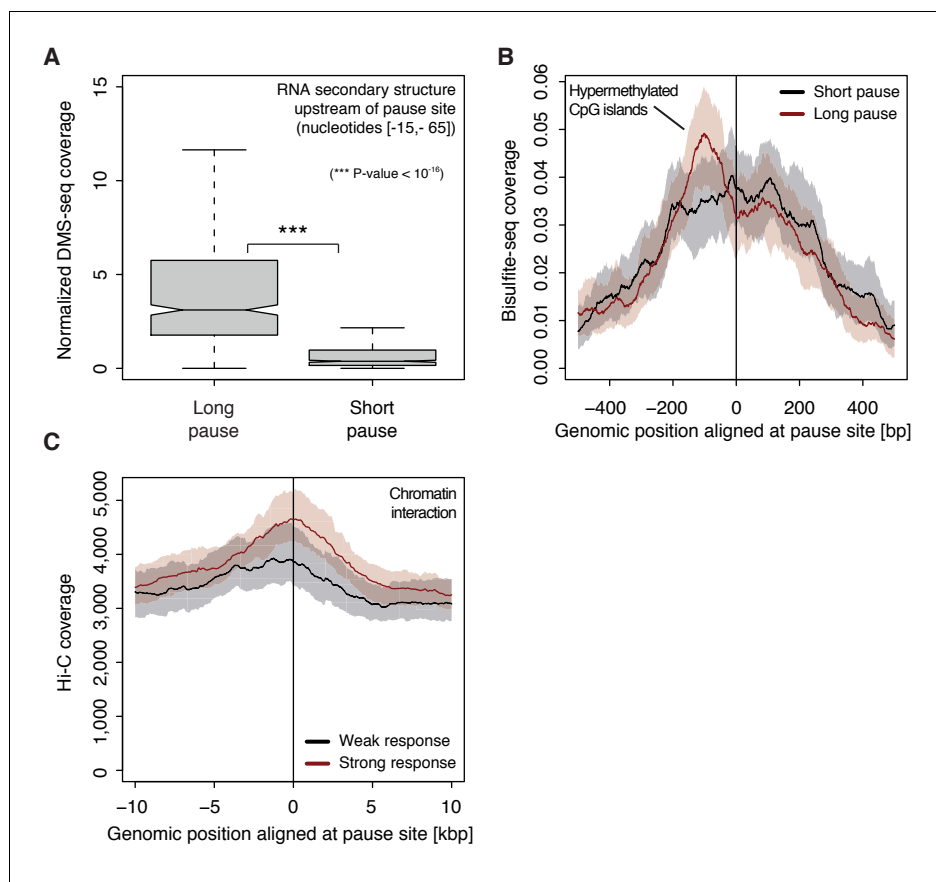 A
RNA secondary structure
upstream of pause site
(nucleotides [-15,- 65])
(*** P-value < 10-16)
***
Normalized DMS-seq coverage
15
10
5
0
Long
pause
Short
pause
B
Hypermethylated
CpG islands
Short pause
Long pause
Bisulfite-seq coverage
0.06
0.05
0.04
0.03
0.02
0.01
0.00
−400 −200 0 200 400
Genomic position aligned at pause site [bp]
C
Chromatin
interaction
Hi-C coverage
5,000
4,000
3,000
2,000
1,000
0
Weak response
Strong response
−10 −5 0 5 10
Genomic position aligned at pause site [kbp]